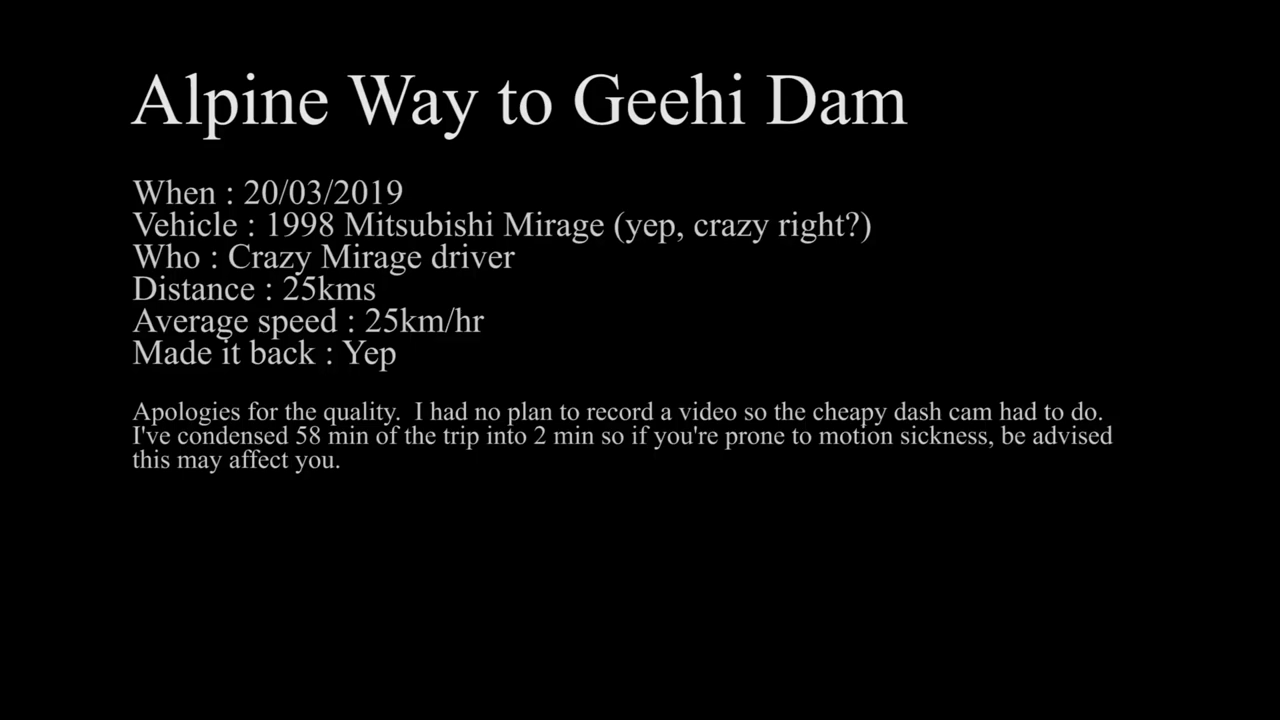 Alpine Way to Geehi Dam
When : 20/03/2019
Vehicle : 1998 Mitsubishi Mirage (yep, crazy right?)
Who : Crazy Mirage driver
Distance : 25kms
Average speed : 25km/hr
Made it back : Yep
Apologies for the quality.  I had no plan to record a video so the cheapy dash cam had to do.
I've condensed 58 min of the trip into 2 min so if you're prone to motion sickness, be advised
this may affect you.